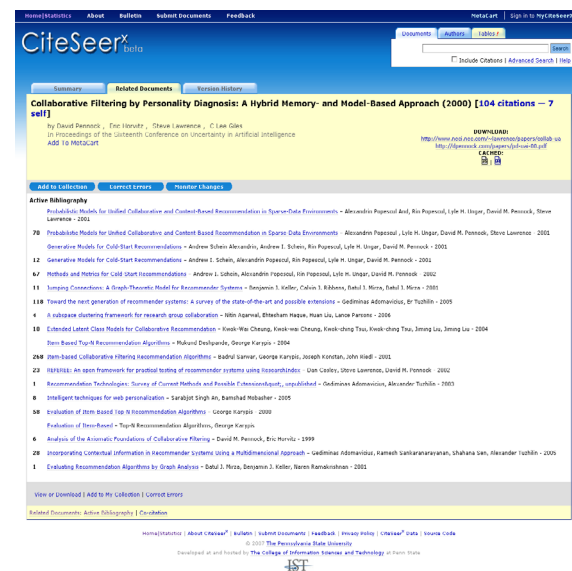 Home|Statistics About Bulletin Submit Documents Feedback MetaCart Sign in to MyCiteSeerX
CiteSeerx beta
Documents Authors Tables
Search
Include Citations | Advanced Search | Help
Summary Related Documents Version History
Collaborative Filtering by Personality Diagnosis: A Hybrid Memory- and Model-Based Approach (2000) [104 citations — 7
self]
by David Pennock , Eric Horvitz , Steve Lawrence , C Lee Giles
In Proceedings of the Sixteenth Conference on Uncertainty in Artificial Intelligence
Add To MetaCart
DOWNLOAD:
CACHED:
Add to Collection Correct Errors Monitor Changes
Active Bibliography
Probabilistic Models for Unified Collaborative and Content-Based Recommendation in Sparse-Data Environments – Alexandrin Popescul And, Rin Popescul, Lyle H. Ungar, David M. Pennock, Steve
Lawrence - 2001
70 Probabilistic Models for Unified Collaborative and Content-Based Recommendation in Sparse-Data Environments - Alexandrin Popescul , Lyle H. Ungar, David M. Pennock, Steve Lawrence - 2001
Generative Models for Cold-Start Recommendations – Andrew Schein Alexandrin, Andrew I. Schein, Rin Popescul, Lyle H. Ungar, David M. Pennock - 2001
12 Generative Models for Cold-Start Recommendations – Andrew I. Schein, Alexandrin Popescul, Rin Popescul, Lyle H. Ungar, David M. Pennock - 2001
67 Methods and Metrics for Cold-Start Recommendations - Andrew I. Schein, Alexandrin Popescul, Rin Popescul, Lyle H. Ungar, David M. Pennock - 2002
11 Jumping Connections: A Graph-Theoretic Model for Recommender Systems – Benjamin J. Keller, Calvin J. Ribbens, Batul J. Mirza, Batul J. Mirza - 2001
118 Toward the next generation of recommender systems: A survey of the state-of-the-art and possible extensions – Gediminas Adomavicius, Er Tuzhilin - 2005
4 A subspace clustering framework for research group collaboration – Nitin Agarwal, Ehtesham Haque, Huan Liu, Lance Parsons - 2006
10 Extended Latent Class Models for Collaborative Recommendation – Kwok-Wai Cheung, Kwok-wai Cheung, Kwok-ching Tsui, Kwok-ching Tsui, Jiming Liu, Jiming Liu - 2004
Item Based Top-N Recommendation Algorithms – Mukund Deshpande, George Karypis - 2004
268 Item-based Collaborative Filtering Recommendation Algorithms – Badrul Sarwar, George Karypis, Joseph Konstan, John Riedl - 2001
23 REFEREE: An open framework for practical testing of recommender systems using ResearchIndex - Dan Cosley, Steve Lawrence, David M. Pennock - 2002
1 Recommendation Technologies: Survey of Current Methods and Possible Extensions&quot;, unpublished – Gediminas Adomavicius, Alexander Tuzhilin - 2003
8 Intelligent techniques for web personalization – Sarabjot Singh An, Bamshad Mobasher - 2005
58 Evaluation of Item-Based Top-N Recommendation Algorithms - George Karypis - 2000
Evaluation of Item-Based – Top-N Recommendation Algorithms, George Karypis
6 Analysis of the Axiomatic Foundations of Collaborative Filtering – David M. Pennock, Eric Horvitz - 1999
28 Incorporating Contextual Information in Recommender Systems Using a Multidimensional Approach – Gediminas Adomavicius, Ramesh Sankaranarayanan, Shahana Sen, Alexander Tuzhilin - 2005
1 Evaluating Recommendation Algorithms by Graph Analysis – Batul J. Mirza, Benjamin J. Keller, Naren Ramakrishnan - 2001
View or Download | Add to My Collection | Correct Errors
Related Documents: Active Bibliography | Co-citation
Home|Statistics | About CiteSeerX | Bulletin | Submit Documents | Feedback | Privacy Policy | CiteSeerX Data | Source Code
© 2007 The Pennsylvania State University
Developed at and hosted by The College of Information Sciences and Technology at Penn State
IST